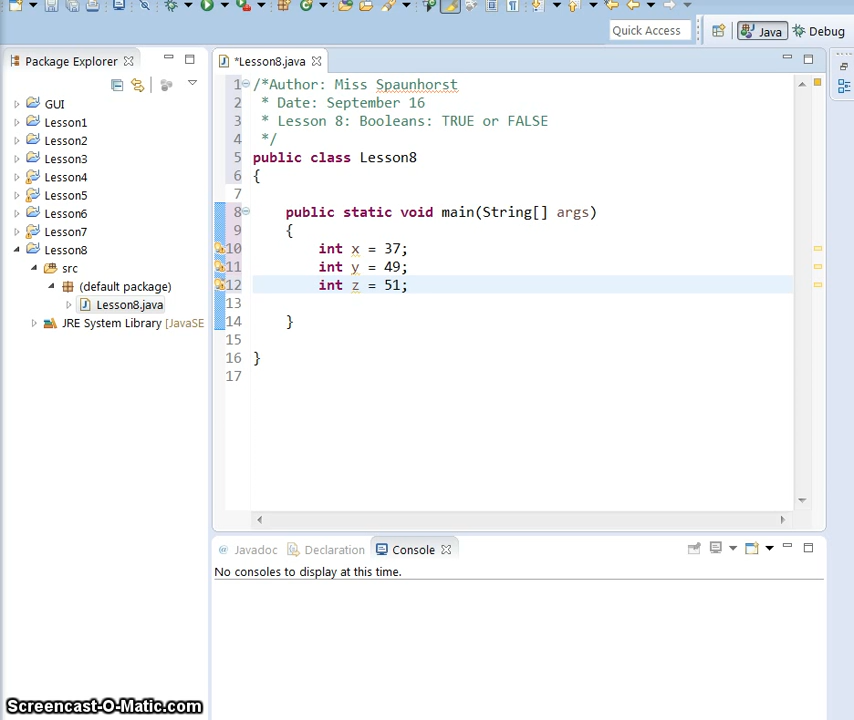 Quick Access
Java
Debug
Package Explorer
*Lesson8.java
GUI
Lesson1
Lesson2
Lesson3
Lesson4
Lesson5
Lesson6
Lesson7
Lesson8
src
(default package)
Lesson8.java
JRE System Library [JavaSE
1 /*Author: Miss Spaunhorst
2 * Date: September 16
3 * Lesson 8: Booleans: TRUE or FALSE
4 */
5 public class Lesson8
6 {
7
8 public static void main(String[] args)
9 {
10 int x = 37;
11 int y = 49;
12 int z = 51;
13
14 }
15
16 }
17
@ Javadoc Declaration Console
No consoles to display at this time.
Screencast-O-Matic.com